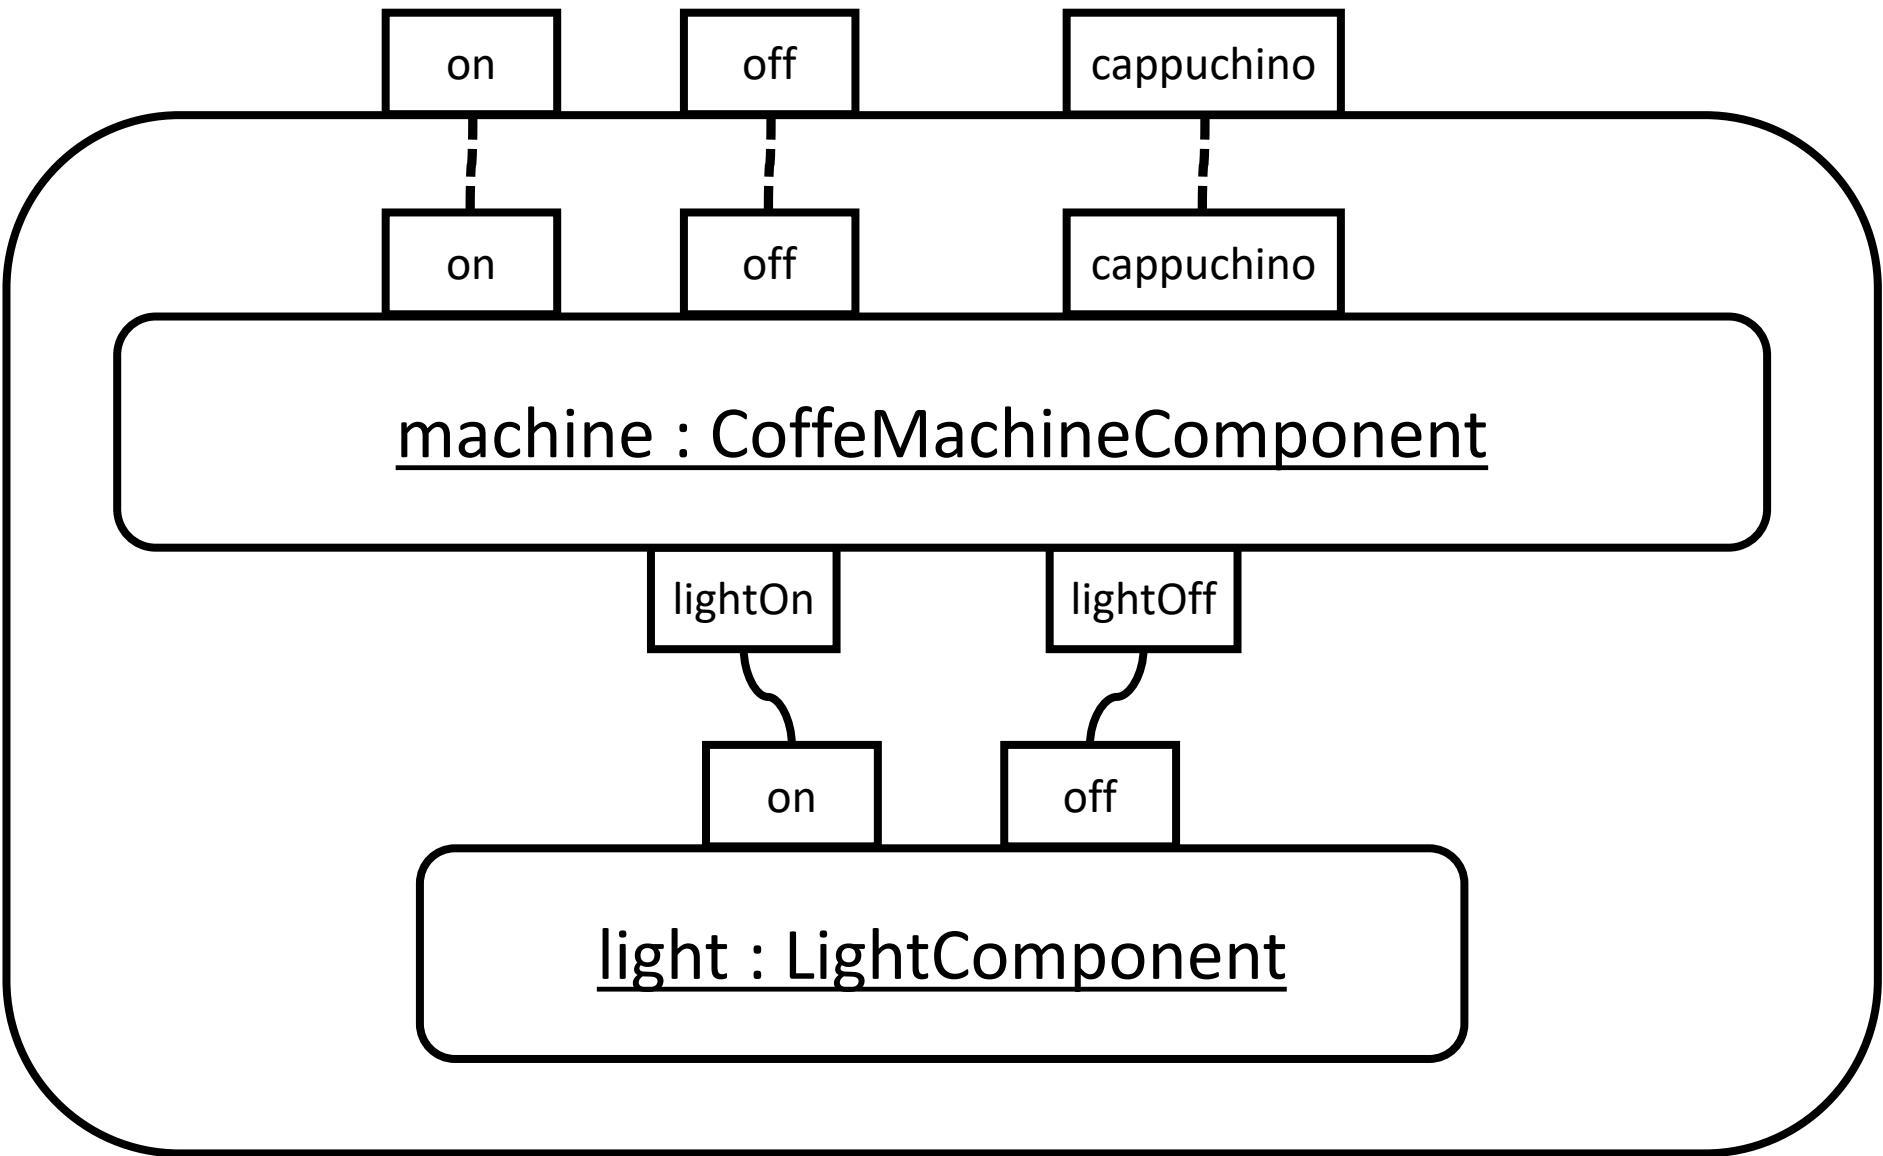 on off cappuchino
on off cappuchino
machine : CoffeMachineComponent
lightOn lightOff
on off
light : LightComponent